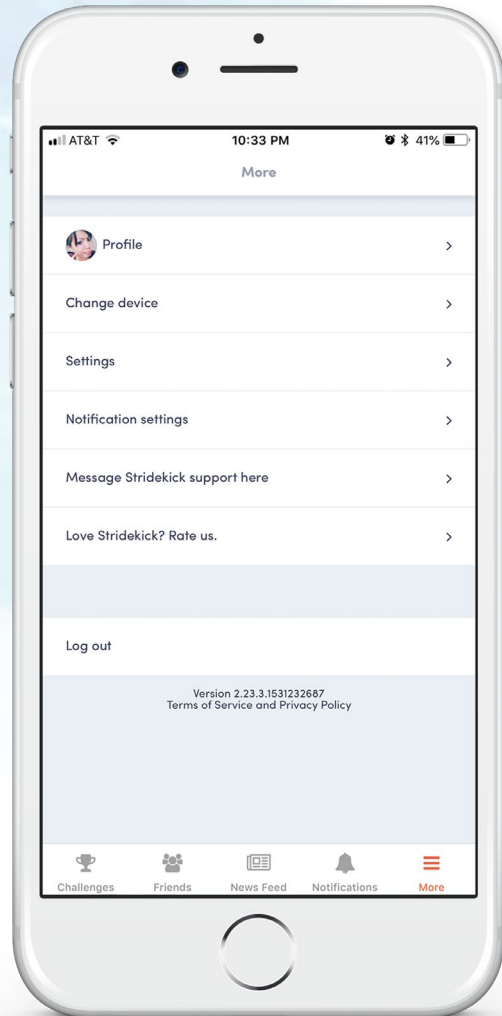 AT&T 10:33 PM 41%
More
Profile
Change device
Settings
Notification settings
Message Stridekick support here
Love Stridekick? Rate us.
Log out
Version 2.23.3.1531232687
Terms of Service and Privacy Policy
Challenges Friends News Feed Notifications More